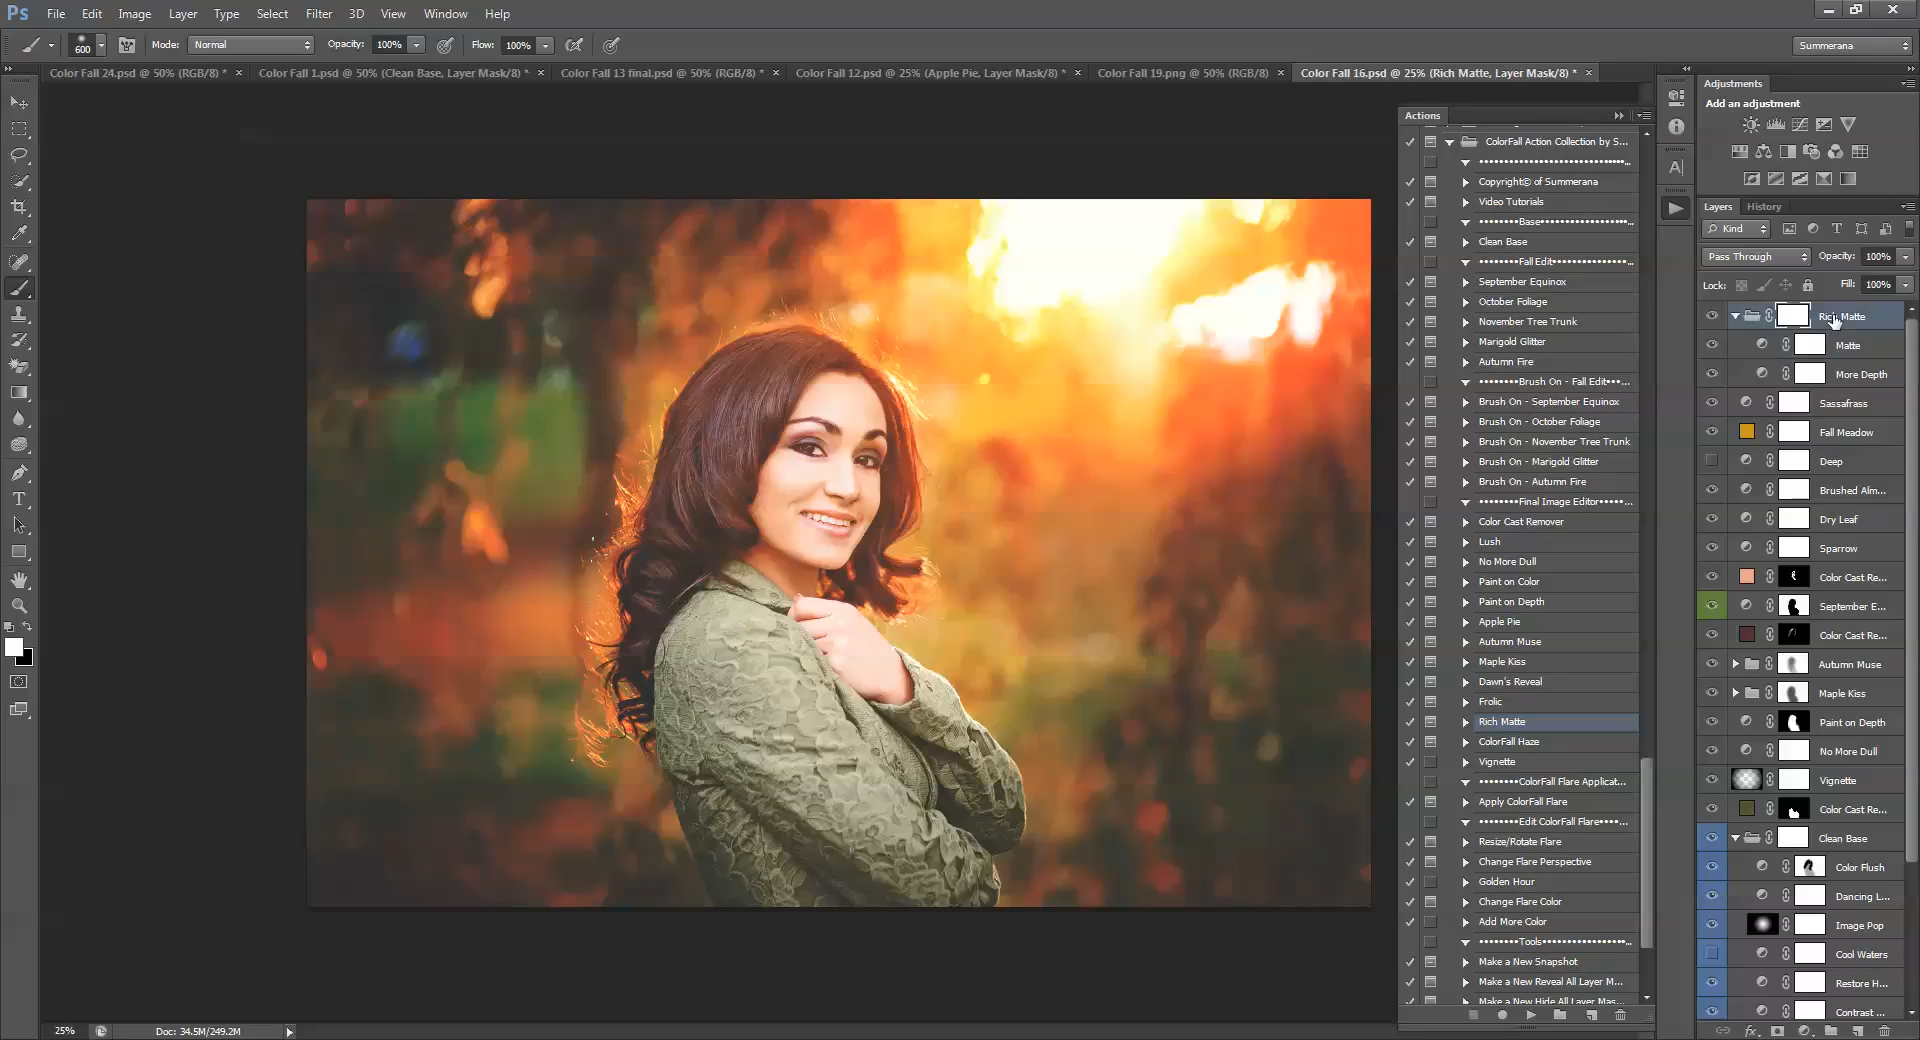 Ps File Edit Image Layer Type Select Filter 3D View Window Help
600 Mode: Normal Opacity: 100% Flow: 100% Summerana
Color Fall 24.psd @ 50% (RGB/8) * × Color Fall 1.psd @ 50% (Clean Base, Layer Mask/8) * × Color Fall 13 final.psd @ 50% (RGB/8) * × Color Fall 12.psd @ 25% (Apple Pie, Layer Mask/8) * × Color Fall 19.png @ 50% (RGB/8) × Color Fall 16.psd @ 25% (Rich Matte, Layer Mask/8) * ×
Actions
ColorFall Action Collection by S...
Copyright© of Summerana
Video Tutorials
••••••••Base••••••••••••••••••...
Clean Base
••••••••Fall Edit•••••••••••••••...
September Equinox
October Foliage
November Tree Trunk
Marigold Glitter
Autumn Fire
••••••••Brush On - Fall Edit•••...
Brush On - September Equinox
Brush On - October Foliage
Brush On - November Tree Trunk
Brush On - Marigold Glitter
Brush On - Autumn Fire
••••••••Final Image Editor••••••...
Color Cast Remover
Lush
No More Dull
Paint on Color
Paint on Depth
Apple Pie
Autumn Muse
Maple Kiss
Dawn's Reveal
Frolic
Rich Matte
ColorFall Haze
Vignette
••••••••ColorFall Flare Applicat...
Apply ColorFall Flare
••••••••Edit ColorFall Flare••••...
Resize/Rotate Flare
Change Flare Perspective
Golden Hour
Change Flare Color
Add More Color
••••••••Tools••••••••••••••••••...
Make a New Snapshot
Make a New Reveal All Layer M...
Make a New Hide All Layer Mas...
Adjustments
Add an adjustment
Layers History
Kind
Pass Through Opacity: 100%
Lock: Fill: 100%
Rich Matte
Matte
More Depth
Sassafrass
Fall Meadow
Deep
Brushed Alm...
Dry Leaf
Sparrow
Color Cast Re...
September E...
Color Cast Re...
Autumn Muse
Maple Kiss
Paint on Depth
No More Dull
Vignette
Color Cast Re...
Clean Base
Color Flush
Dancing L...
Image Pop
Cool Waters
Restore H...
Contrast ...
25% Doc: 34.5M/249.2M